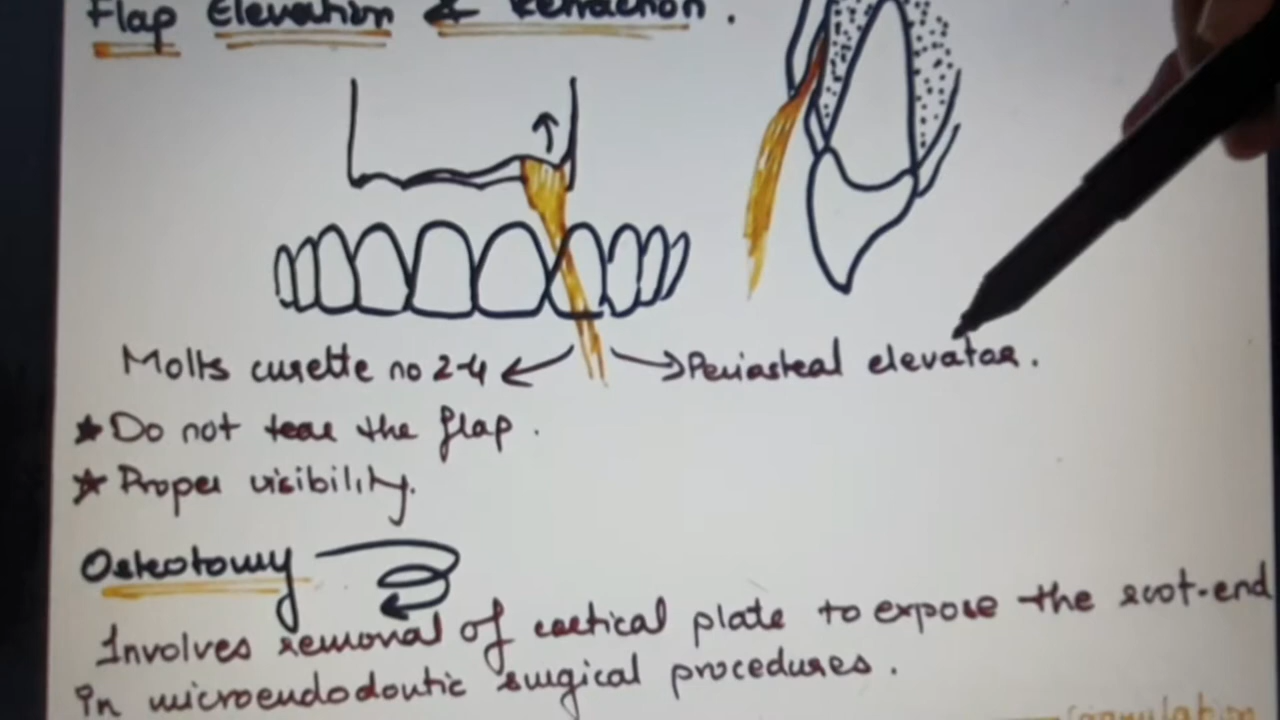 Flap Elevation & Retraction.
Molts curette no 2-4
Periasteal elevator.
Do not tear the flap.
Proper visibility.
Osteotomy
Involves removal of cortical plate to expose the root-end
in microendodontic surgical procedures.